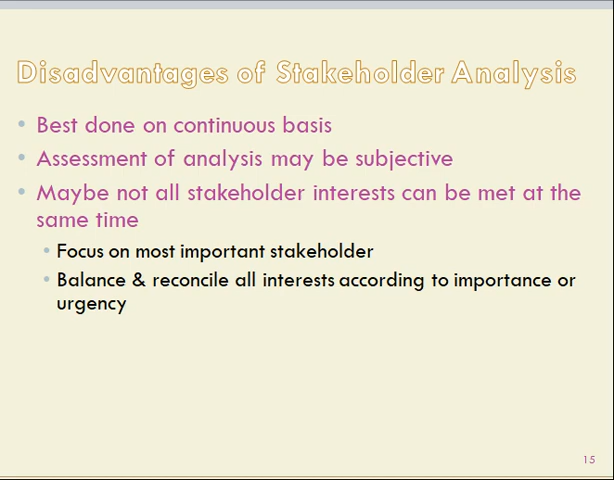 Disadvantages of Stakeholder Analysis
• Best done on continuous basis
• Assessment of analysis may be subjective
• Maybe not all stakeholder interests can be met at the
same time
• Focus on most important stakeholder
• Balance & reconcile all interests according to importance or
urgency
15